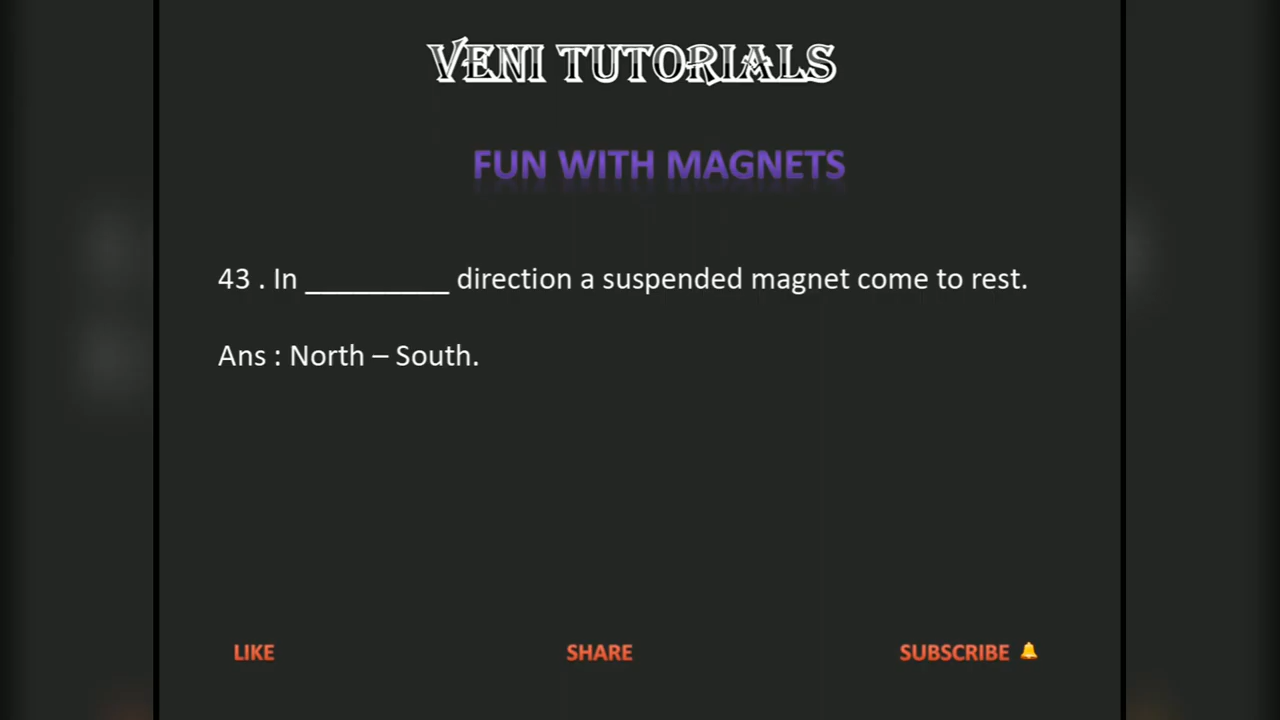 VENI TUTORIALS
FUN WITH MAGNETS
43 . In _________ direction a suspended magnet come to rest.
Ans : North – South.
LIKE SHARE SUBSCRIBE 🔔